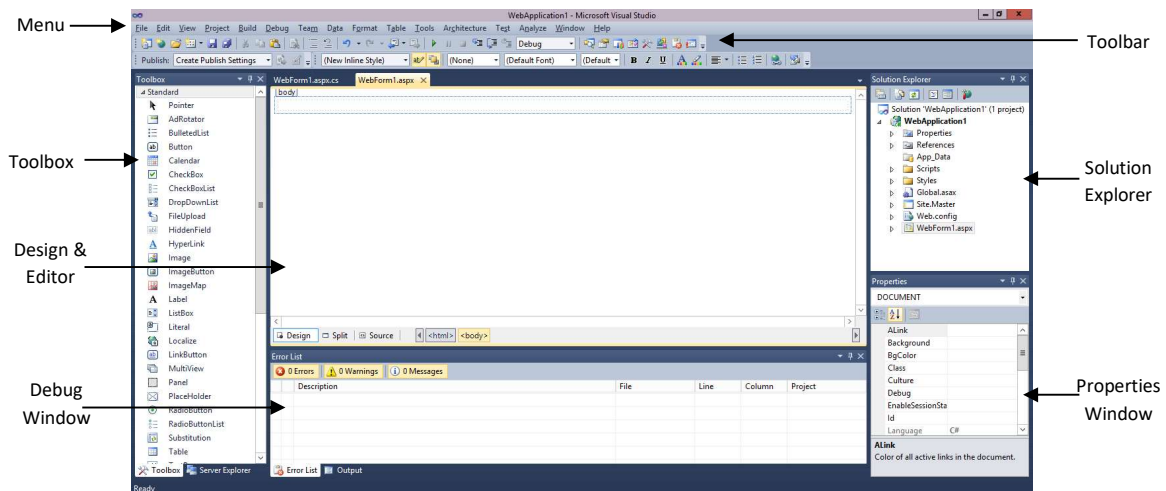 WebApplication1 - Microsoft Visual Studio
Menu
File Edit View Project Build Debug Team Data Format Table Tools Architecture Test Analyze Window Help
Debug
Toolbar
Publish: Create Publish Settings (New Inline Style) (None) (Default Font) (Default B I U A
Toolbox
WebForm1.aspx.cs WebForm1.aspx
Solution Explorer
Standard
Pointer
AdRotator
BulletedList
Button
Calendar
CheckBox
CheckBoxList
DropDownList
FileUpload
HiddenField
HyperLink
Image
ImageButton
ImageMap
Label
ListBox
Literal
Localize
LinkButton
MultiView
Panel
PlaceHolder
RadioButton
RadioButtonList
Substitution
Table
Toolbox Server Explorer
Toolbox
body
Design &
Editor
Design Split Source <html> <body>
Solution 'WebApplication1' (1 project)
WebApplication1
Properties
References
App_Data
Scripts
Styles
Global.asax
Site.Master
Web.config
WebForm1.aspx
Solution
Explorer
Error List
0 Errors 0 Warnings 0 Messages
Description File Line Column Project
Debug
Window
Error List Output
Properties
DOCUMENT
ALink
Background
BgColor
Class
Culture
Debug
EnableSessionSta
Id
Language C#
ALink
Color of all active links in the document.
Properties
Window
Ready